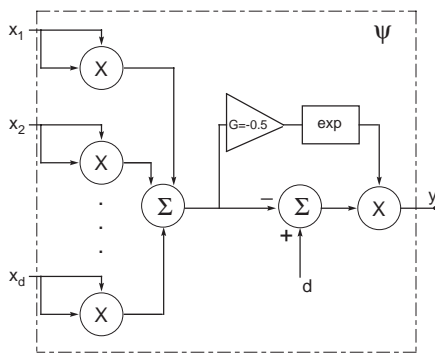 x1
ψ
X
G=-0.5
exp
x2
X
.
.
.
Σ
−
Σ
+
X
y
d
xd
X